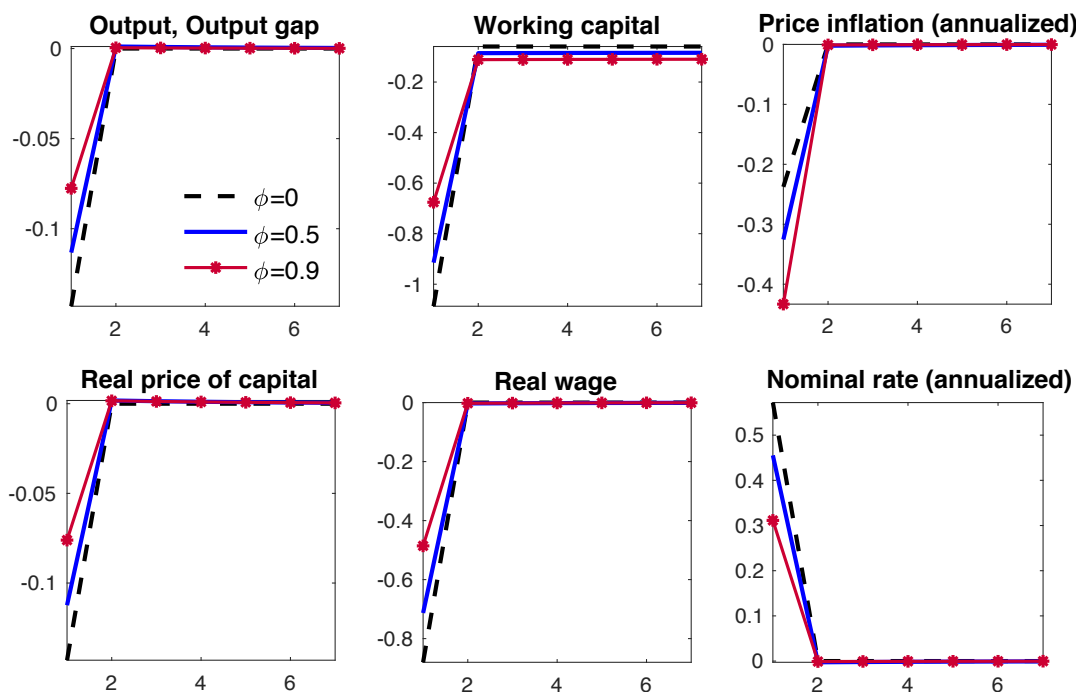 Output, Output gap
0
-0.05
-0.1
2 4 6
ϕ=0
ϕ=0.5
ϕ=0.9
Working capital
-0.2
-0.4
-0.6
-0.8
-1
2 4 6
Price inflation (annualized)
0
-0.1
-0.2
-0.3
-0.4
2 4 6
Real price of capital
0
-0.05
-0.1
2 4 6
Real wage
0
-0.2
-0.4
-0.6
-0.8
2 4 6
Nominal rate (annualized)
0.5
0.4
0.3
0.2
0.1
0
2 4 6